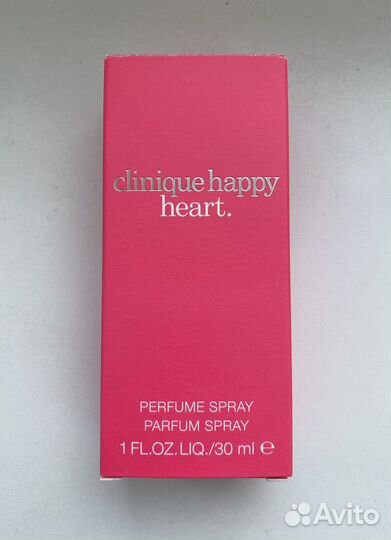 clinique happy
heart.
PERFUME SPRAY
PARFUM SPRAY
1 FL.OZ.LIQ./30 ml ℮
Avito